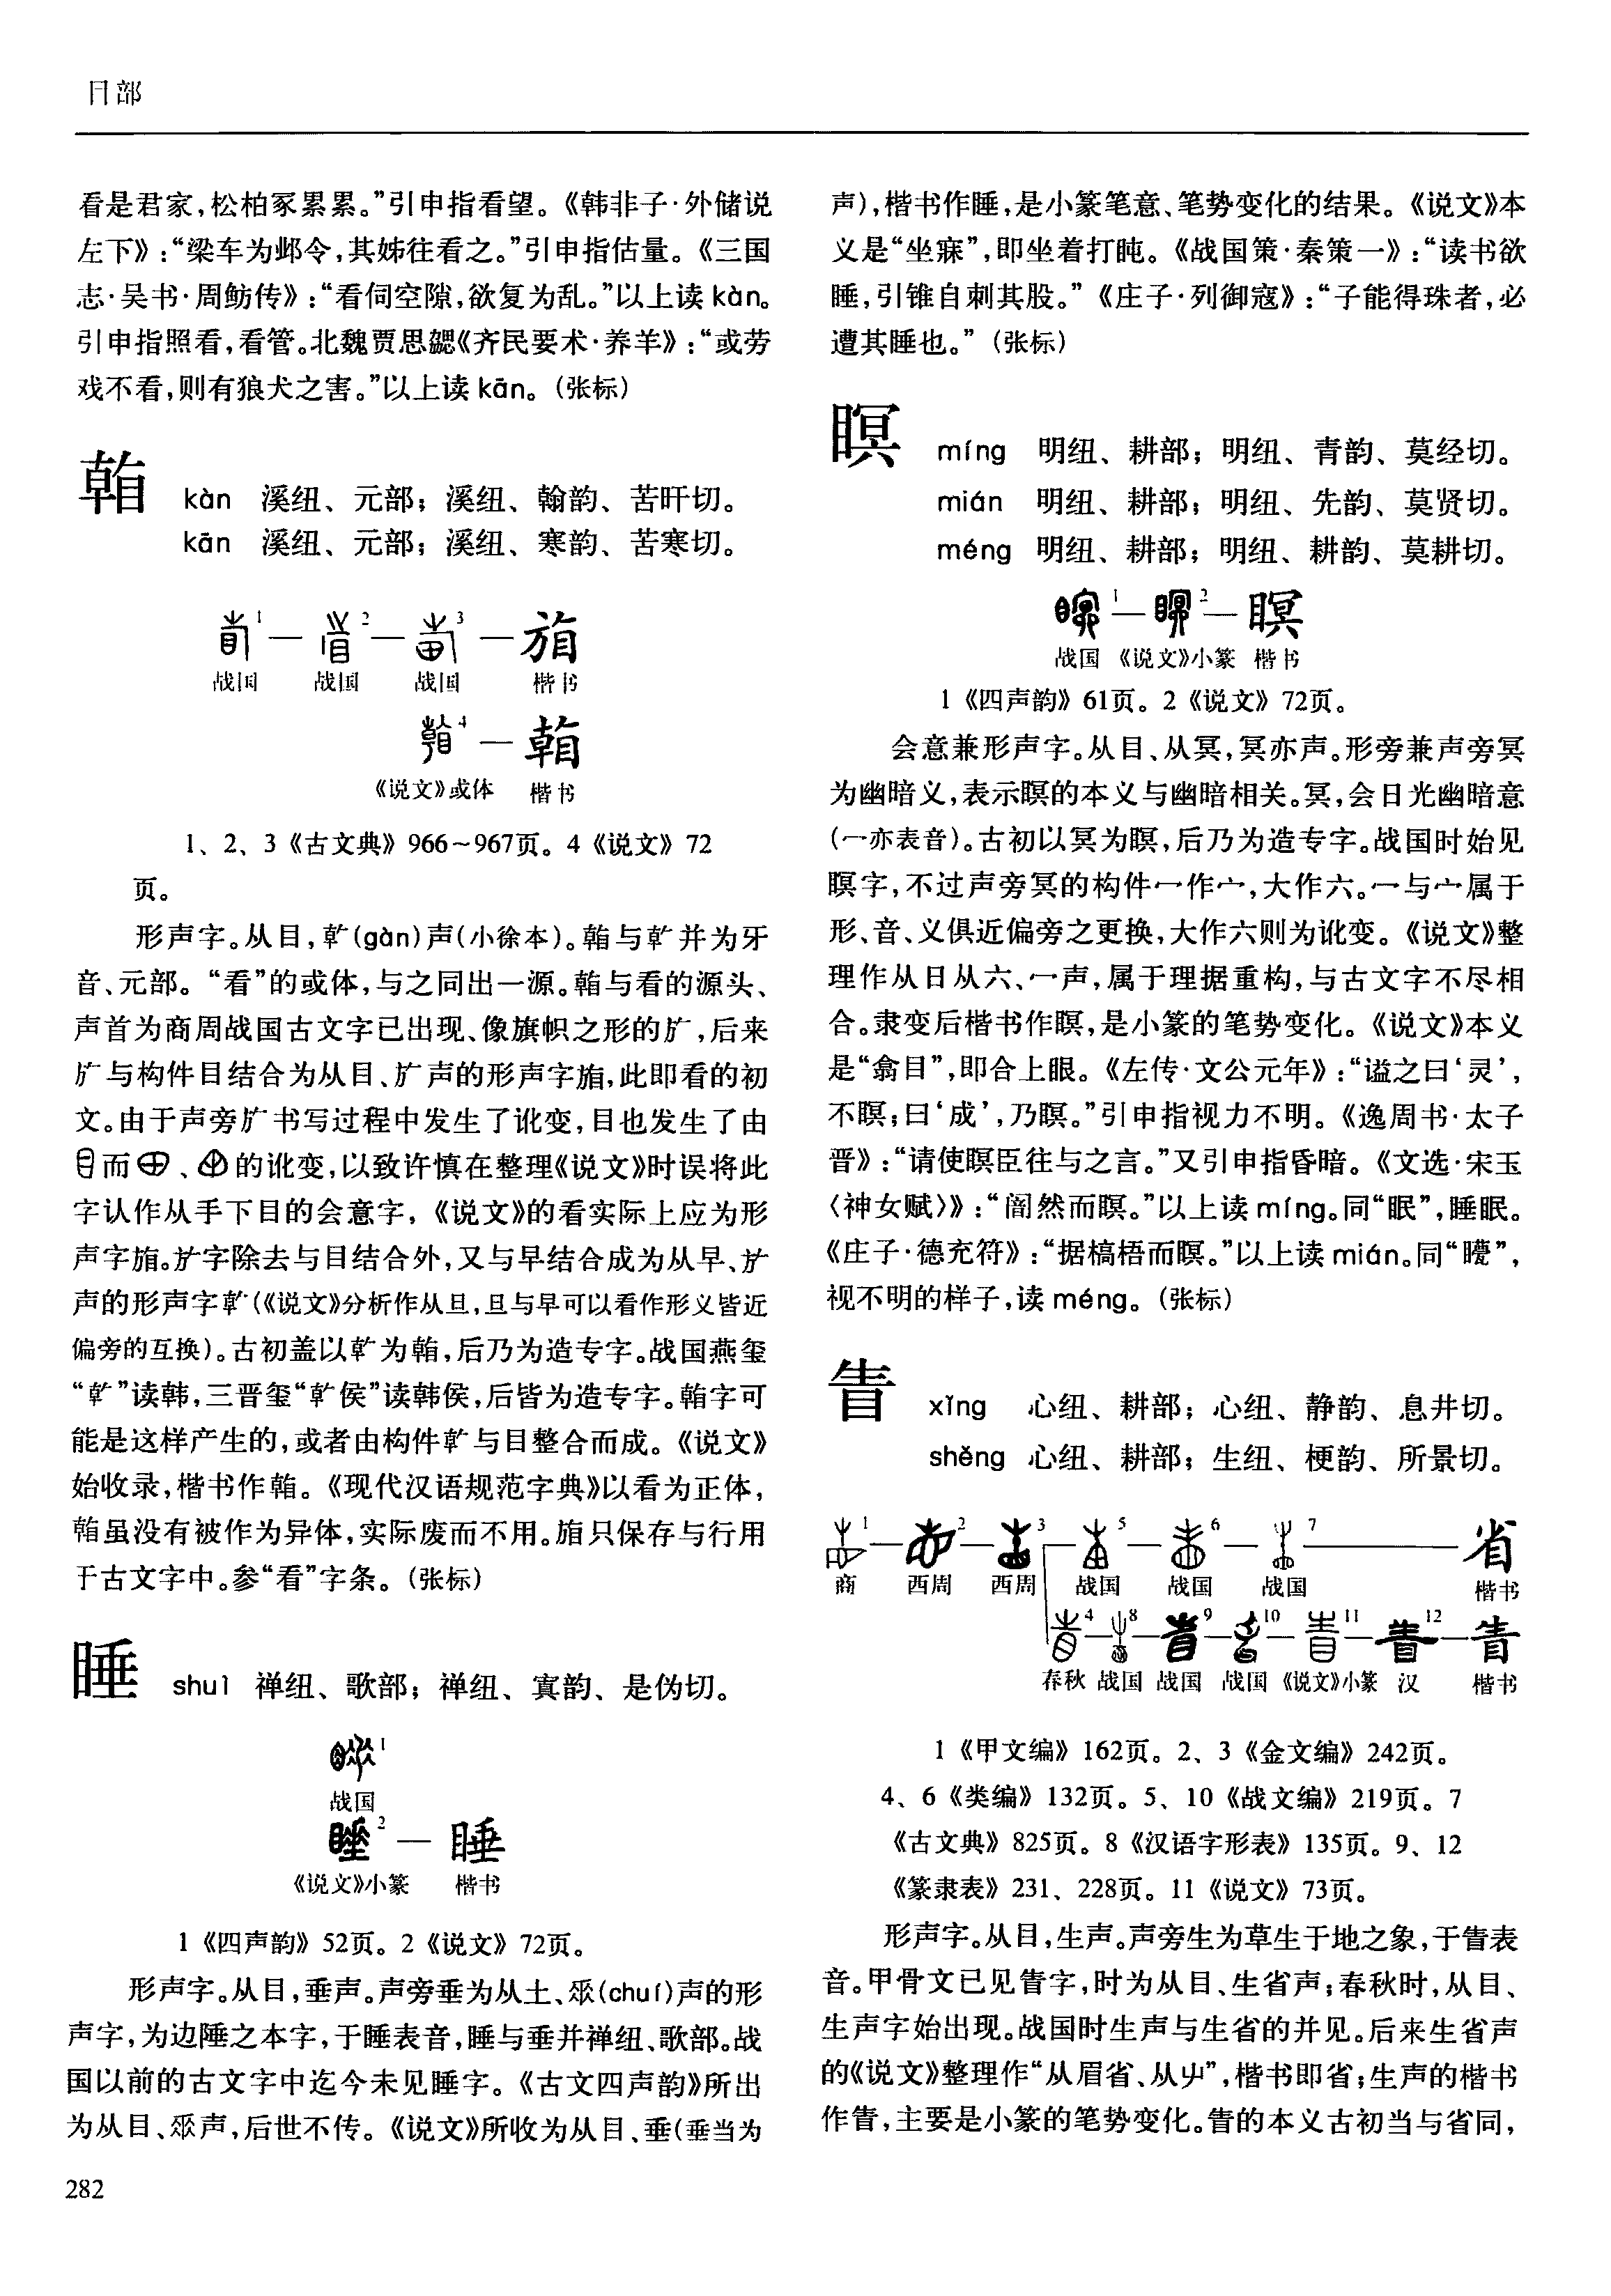 目部
看是君家,松柏冢累累。”引申指看望。《韩非子·外储说
左下》:“梁车为邺令,其姊往看之。”引申指估量。《三国
志·吴书·周鲂传》:“看伺空隙,欲复为乱。”以上读kàn。
引申指照看,看管。北魏贾思勰《齐民要术·养羊》:“或劳
戏不看,则有狼犬之害。”以上读kān。(张标)
䀍 kàn 溪纽、元部;溪纽、翰韵、苦旰切。
kān 溪纽、元部;溪纽、寒韵、苦寒切。
1 — 2 — 3 —
战国 战国 战国 楷书
4 — 䀍
《说文》或体 楷书
1、2、3《古文典》966~967页。4《说文》72
页。
形声字。从目,倝(gàn)声(小徐本)。䀍与倝并为牙
音、元部。“看”的或体,与之同出一源。䀍与看的源头、
声首为商周战国古文字已出现、像旗帜之形的㫃,后来
㫃与构件目结合为从目、㫃声的形声字,此即看的初
文。由于声旁㫃书写过程中发生了讹变,目也发生了由
而、的讹变,以致许慎在整理《说文》时误将此
字认作从手下目的会意字,《说文》的看实际上应为形
声字。㫃字除去与目结合外,又与早结合成为从早、㫃
声的形声字倝(《说文》分析作从旦,旦与早可以看作形义皆近
偏旁的互换)。古初盖以倝为䀍,后乃为造专字。战国燕玺
“倝”读韩,三晋玺“倝侯”读韩侯,后皆为造专字。䀍字可
能是这样产生的,或者由构件倝与目整合而成。《说文》
始收录,楷书作䀍。《现代汉语规范字典》以看为正体,
䀍虽没有被作为异体,实际废而不用。只保存与行用
于古文字中。参“看”字条。(张标)
睡 shuì 禅纽、歌部;禅纽、寘韵、是伪切。
1
战国
2 — 睡
《说文》小篆 楷书
1《四声韵》52页。2《说文》72页。
形声字。从目,垂声。声旁垂为从土、𠂹(chuí)声的形
声字,为边陲之本字,于睡表音,睡与垂并禅纽、歌部。战
国以前的古文字中迄今未见睡字。《古文四声韵》所出
为从目、𠂹声,后世不传。《说文》所收为从目、垂(垂当为
声),楷书作睡,是小篆笔意、笔势变化的结果。《说文》本
义是“坐寐”,即坐着打盹。《战国策·秦策一》:“读书欲
睡,引锥自刺其股。”《庄子·列御寇》:“子能得珠者,必
遭其睡也。”(张标)
瞑 míng 明纽、耕部;明纽、青韵、莫经切。
mián 明纽、耕部;明纽、先韵、莫贤切。
méng 明纽、耕部;明纽、耕韵、莫耕切。
1 — 2 — 瞑
战国 《说文》小篆 楷书
1《四声韵》61页。2《说文》72页。
会意兼形声字。从目、从冥,冥亦声。形旁兼声旁冥
为幽暗义,表示瞑的本义与幽暗相关。冥,会日光幽暗意
(冖亦表音)。古初以冥为瞑,后乃为造专字。战国时始见
瞑字,不过声旁冥的构件冖作宀,大作六。冖与宀属于
形、音、义俱近偏旁之更换,大作六则为讹变。《说文》整
理作从日从六、冖声,属于理据重构,与古文字不尽相
合。隶变后楷书作瞑,是小篆的笔势变化。《说文》本义
是“翕目”,即合上眼。《左传·文公元年》:“谥之曰‘灵’,
不瞑;曰‘成’,乃瞑。”引申指视力不明。《逸周书·太子
晋》:“请使瞑臣往与之言。”又引申指昏暗。《文选·宋玉
〈神女赋〉》:“闇然而瞑。”以上读míng。同“眠”,睡眠。
《庄子·德充符》:“据槁梧而瞑。”以上读mián。同“矒”,
视不明的样子,读méng。(张标)
眚 xǐng 心纽、耕部;心纽、静韵、息井切。
shěng 心纽、耕部;生纽、梗韵、所景切。
1 — 2 — 3 — 5 — 6 — 7 — 省
商 西周 西周 战国 战国 战国 楷书
4 — 8 — 9 — 10 — 11 — 12 — 眚
春秋 战国 战国 战国 《说文》小篆 汉 楷书
1《甲文编》162页。2、3《金文编》242页。
4、6《类编》132页。5、10《战文编》219页。7
《古文典》825页。8《汉语字形表》135页。9、12
《篆隶表》231、228页。11《说文》73页。
形声字。从目,生声。声旁生为草生于地之象,于眚表
音。甲骨文已见眚字,时为从目、生省声;春秋时,从目、
生声字始出现。战国时生声与生省的并见。后来生省声
的《说文》整理作“从眉省、从屮”,楷书即省;生声的楷书
作眚,主要是小篆的笔势变化。眚的本义古初当与省同,
282